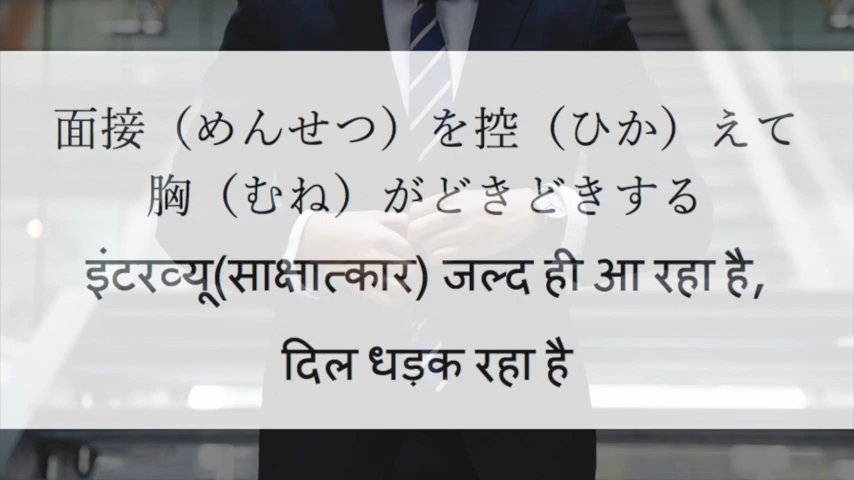 面接（めんせつ）を控（ひか）えて
胸（むね）がどきどきする
इंटरव्यू(साक्षात्कार) जल्द ही आ रहा है,
दिल धड़क रहा है